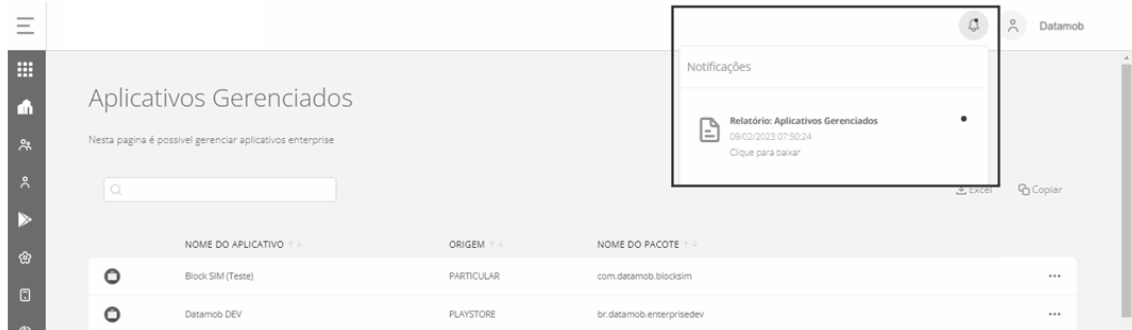 Datamob
Notificações
Aplicativos Gerenciados
Relatório: Aplicativos Gerenciados
09/02/2023 07:50:24
Clique para baixar
Nesta pagina é possivel gerenciar aplicativos enterprise
Excel Copiar
NOME DO APLICATIVO ORIGEM NOME DO PACOTE
Block SIM (Teste) PARTICULAR com.datamob.blocksim
Datamob DEV PLAYSTORE br.datamob.enterprisedev